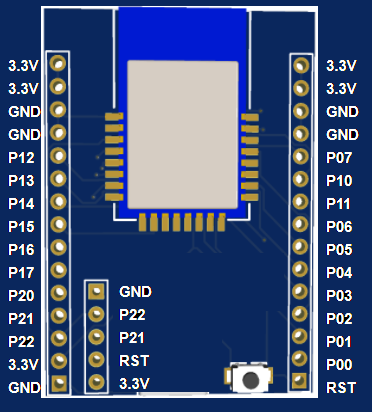 3.3V 3.3V
3.3V 3.3V
GND GND
GND GND
P12 P07
P13 P10
P14 P11
P15 P06
P16 P05
P17 P04
P20 GND P03
P21 P22 P02
P22 P21 P01
3.3V RST P00
GND 3.3V RST